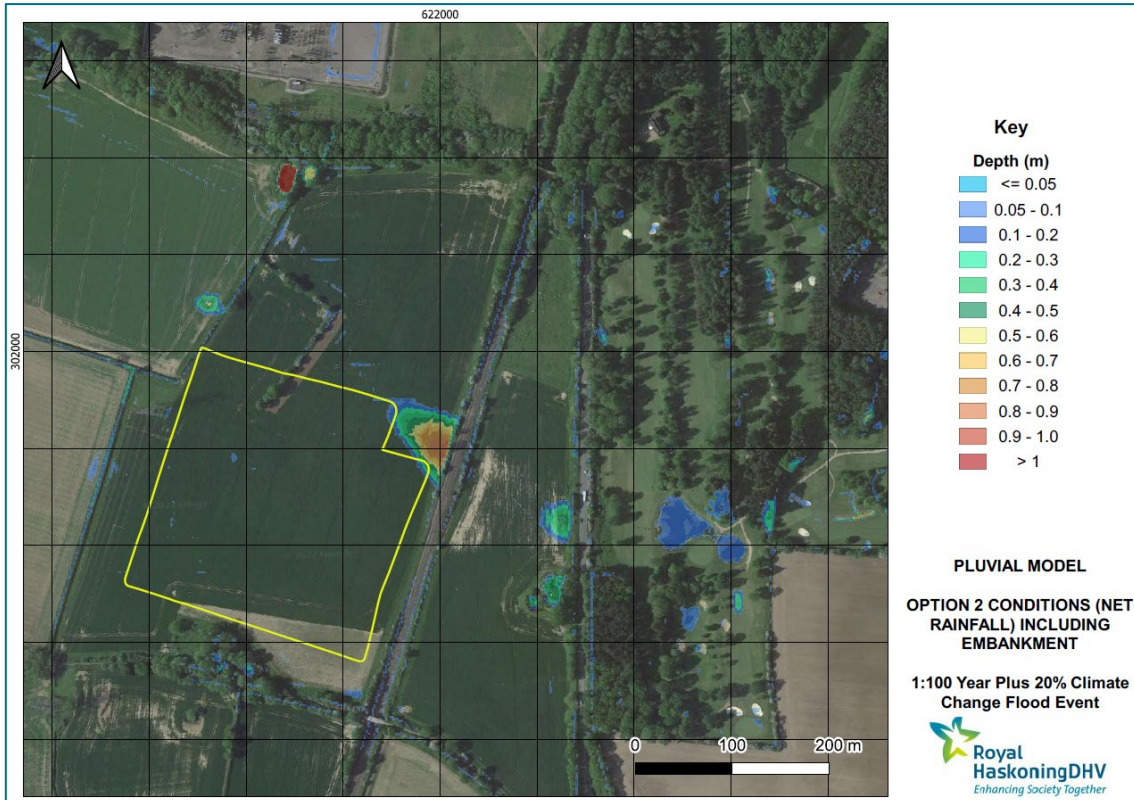 622000
302000
Key
Depth (m)
<= 0.05
0.05 - 0.1
0.1 - 0.2
0.2 - 0.3
0.3 - 0.4
0.4 - 0.5
0.5 - 0.6
0.6 - 0.7
0.7 - 0.8
0.8 - 0.9
0.9 - 1.0
> 1
PLUVIAL MODEL
OPTION 2 CONDITIONS (NET
RAINFALL) INCLUDING
EMBANKMENT
1:100 Year Plus 20% Climate
Change Flood Event
0 100 200 m
Royal
HaskoningDHV
Enhancing Society Together